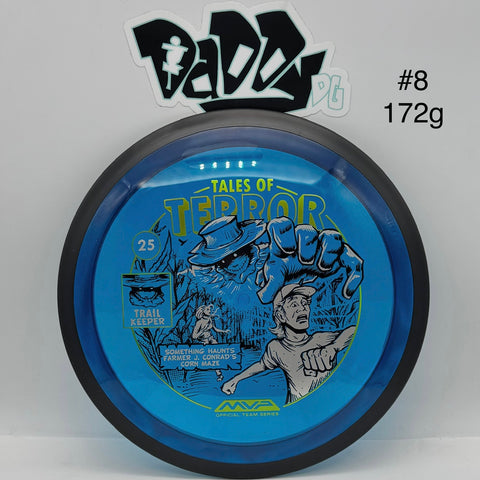 DADDY
DG
#8
172g
TALES OF
TERROR
25
TRAIL
KEEPER
SOMETHING HAUNTS
FARMER J. CONRAD'S
CORN MAZE
MVP
OFFICIAL TEAM SERIES